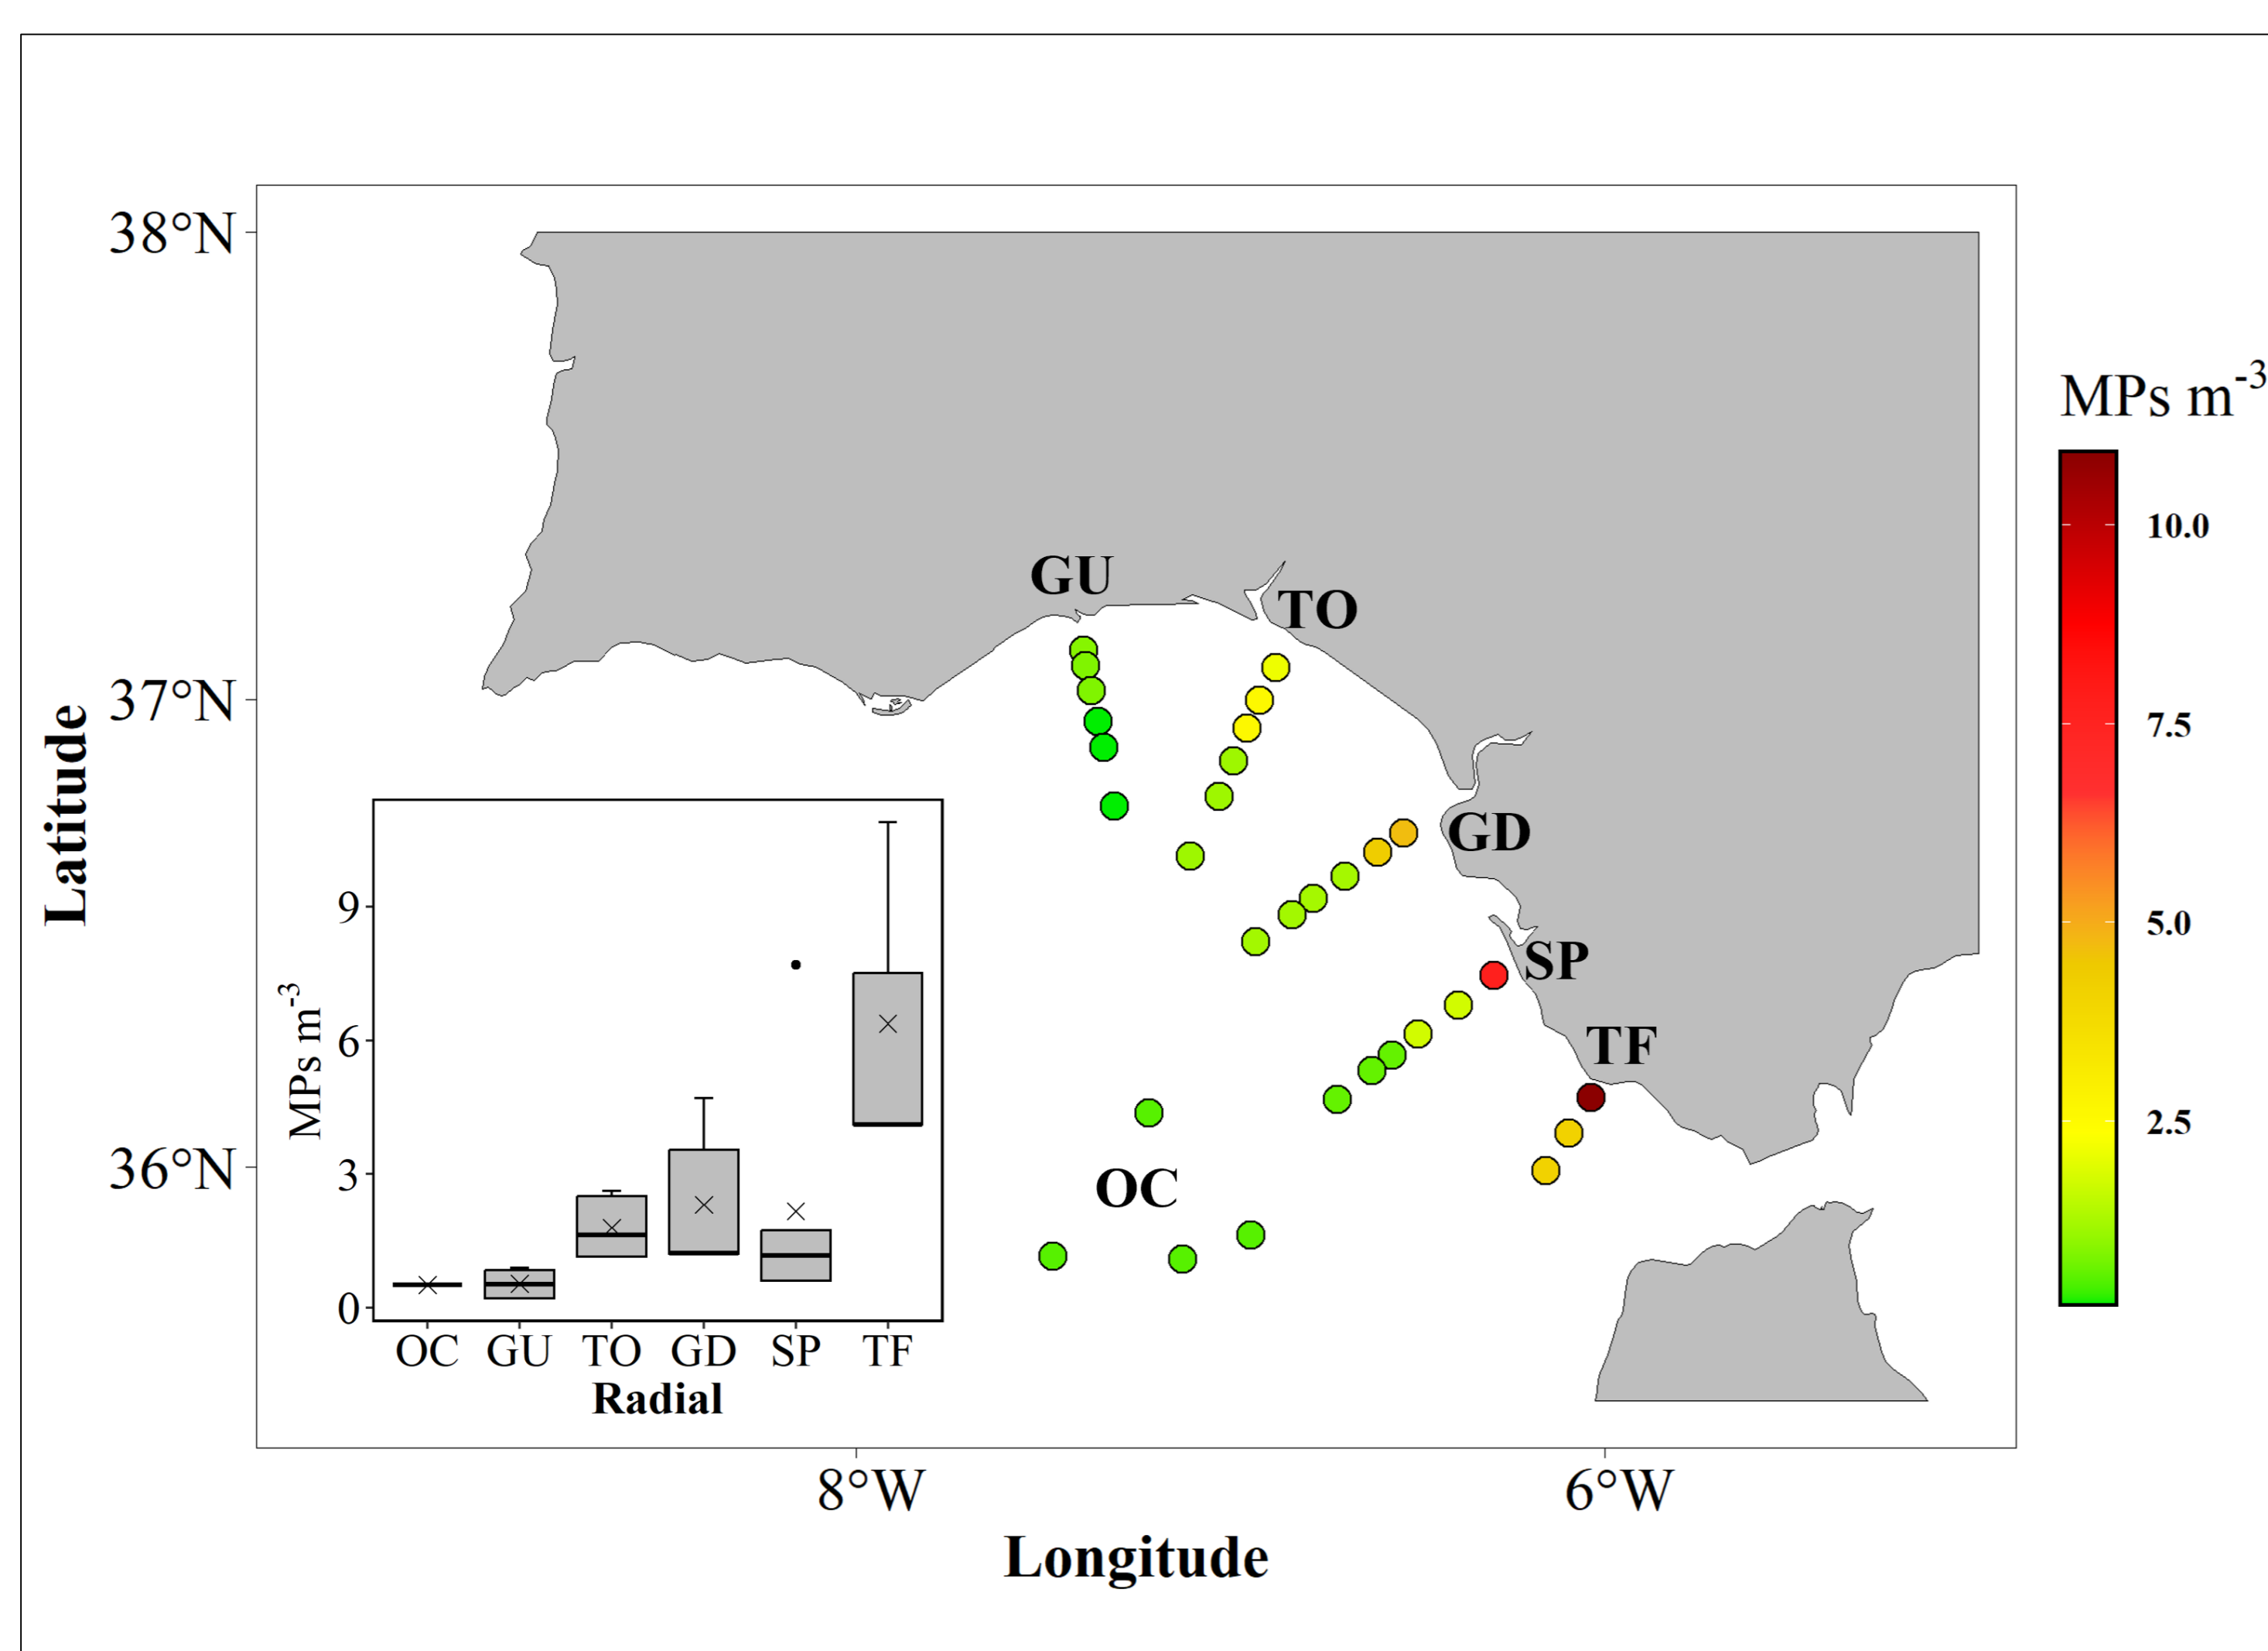 38°N
37°N
36°N
Latitude
8°W
6°W
Longitude
GU
TO
GD
SP
TF
OC
MPs m⁻³
10.0
7.5
5.0
2.5
MPs m⁻³
9
6
3
0
OC GU TO GD SP TF
Radial